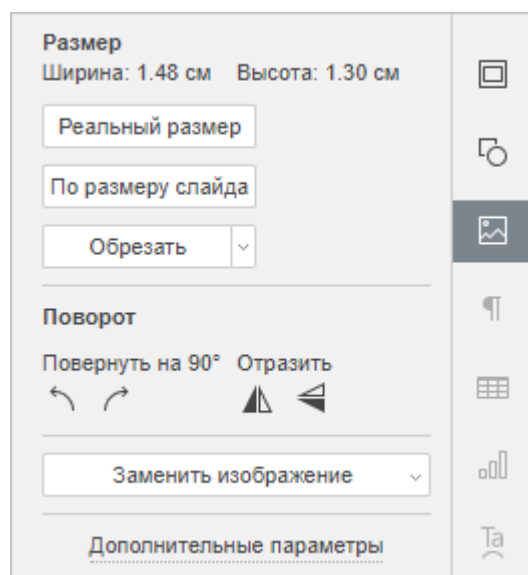 Размер
Ширина: 1.48 см Высота: 1.30 см
Реальный размер
По размеру слайда
Обрезать
Поворот
Повернуть на 90° Отразить
Заменить изображение
Дополнительные параметры
¶
Ta